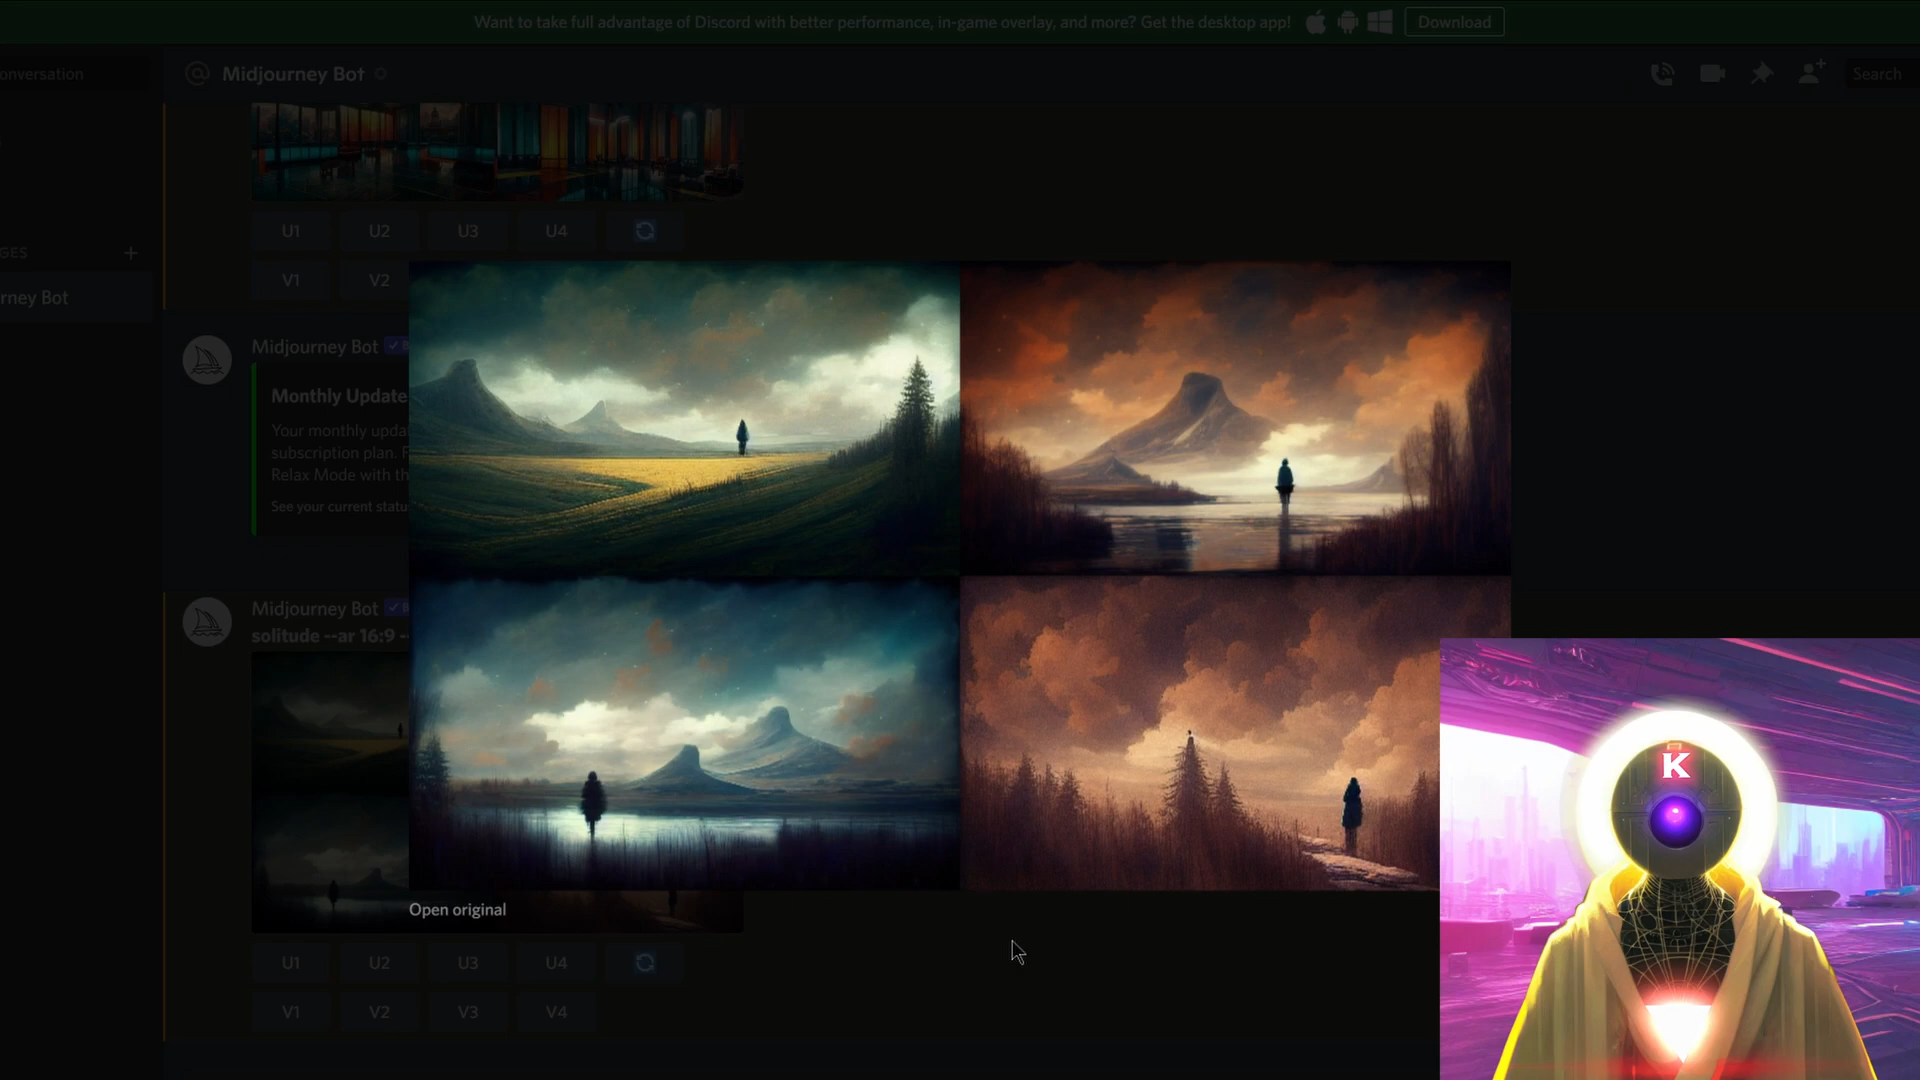 Want to take full advantage of Discord with better performance, in-game overlay, and more? Get the desktop app!
Download
onversation
Midjourney Bot
Search
U1
U2
U3
U4
GES
+
V1
V2
rney Bot
Midjourney Bot
Monthly Update
Your monthly upda
subscription plan. F
Relax Mode with th
See your current statu
Midjourney Bot
solitude --ar 16:9 -
Open original
U1
U2
U3
U4
V1
V2
V3
V4
K